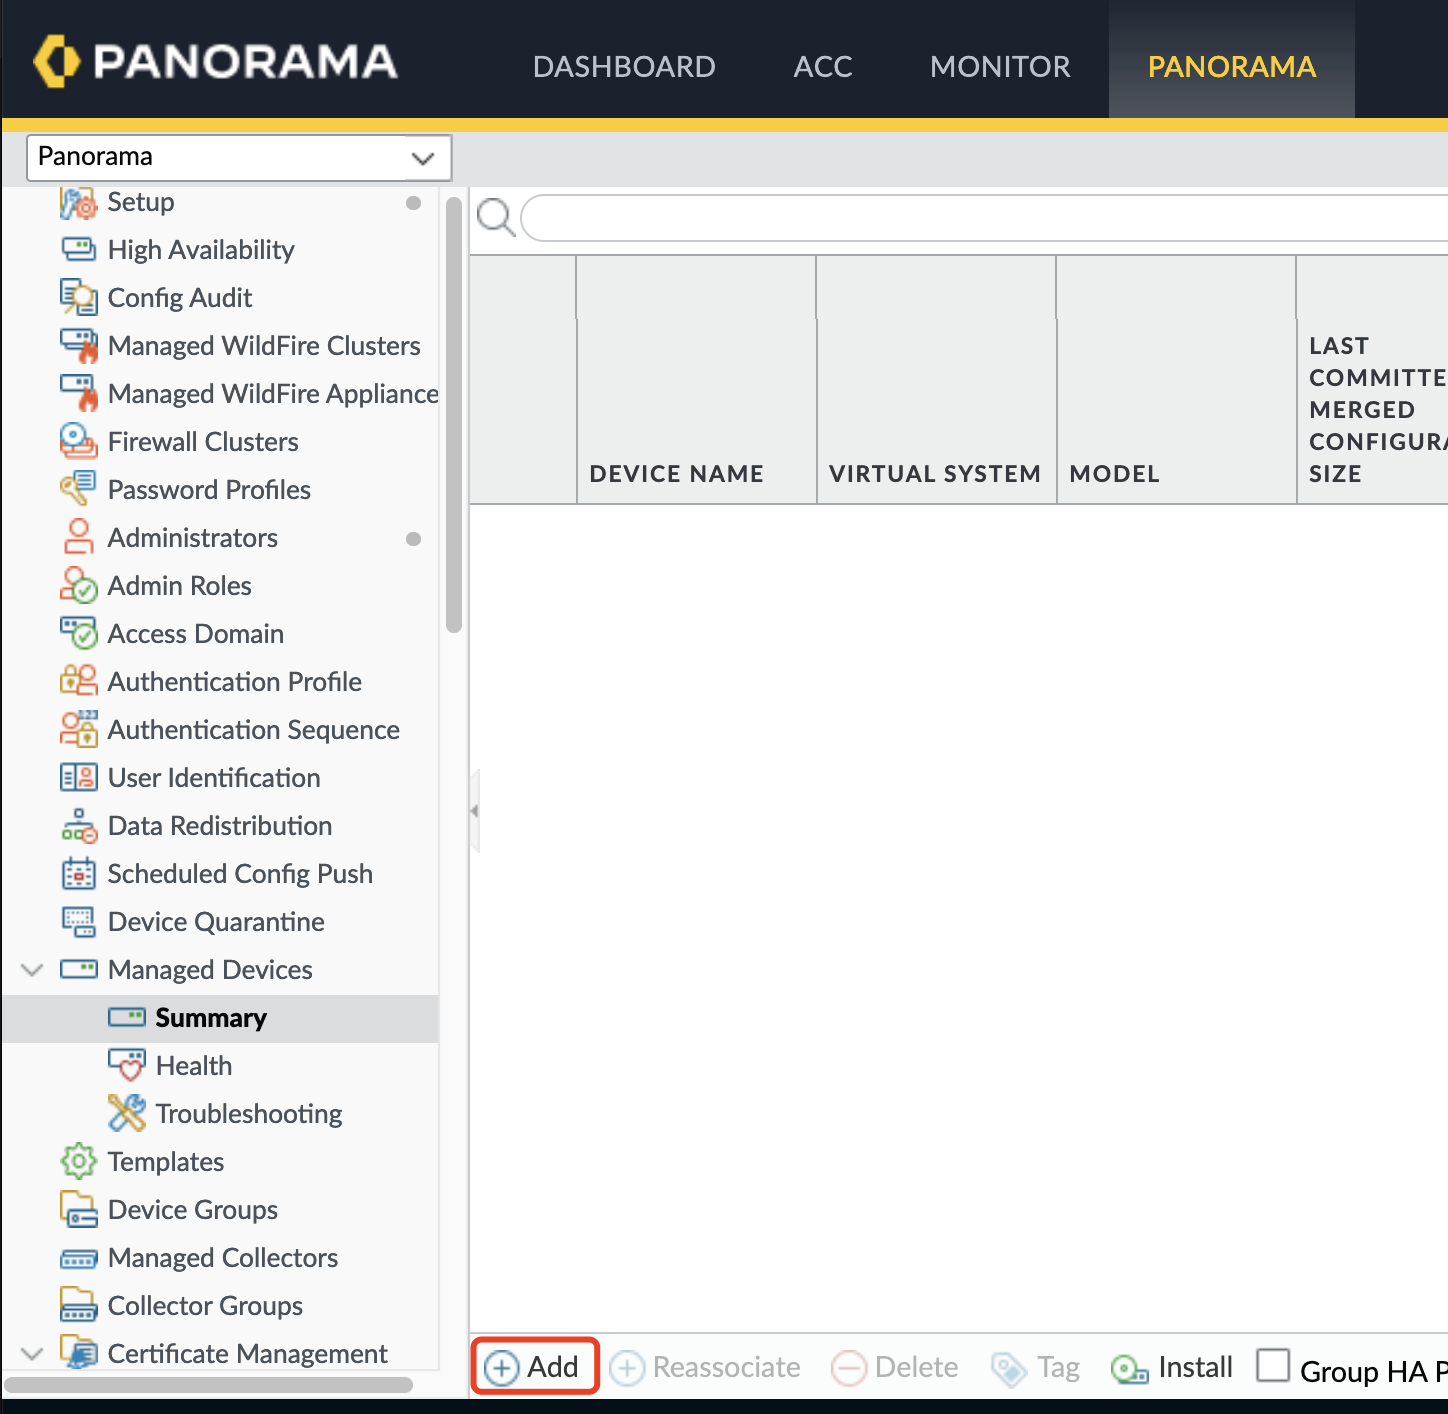 PANORAMA
DASHBOARD
ACC
MONITOR
PANORAMA
Panorama
Setup
High Availability
Config Audit
Managed WildFire Clusters
Managed WildFire Appliance
Firewall Clusters
Password Profiles
Administrators
Admin Roles
Access Domain
Authentication Profile
Authentication Sequence
User Identification
Data Redistribution
Scheduled Config Push
Device Quarantine
Managed Devices
Summary
Health
Troubleshooting
Templates
Device Groups
Managed Collectors
Collector Groups
Certificate Management
DEVICE NAME
VIRTUAL SYSTEM
MODEL
LAST
COMMITTE
MERGED
CONFIGURA
SIZE
Add
Reassociate
Delete
Tag
Install
Group HA P